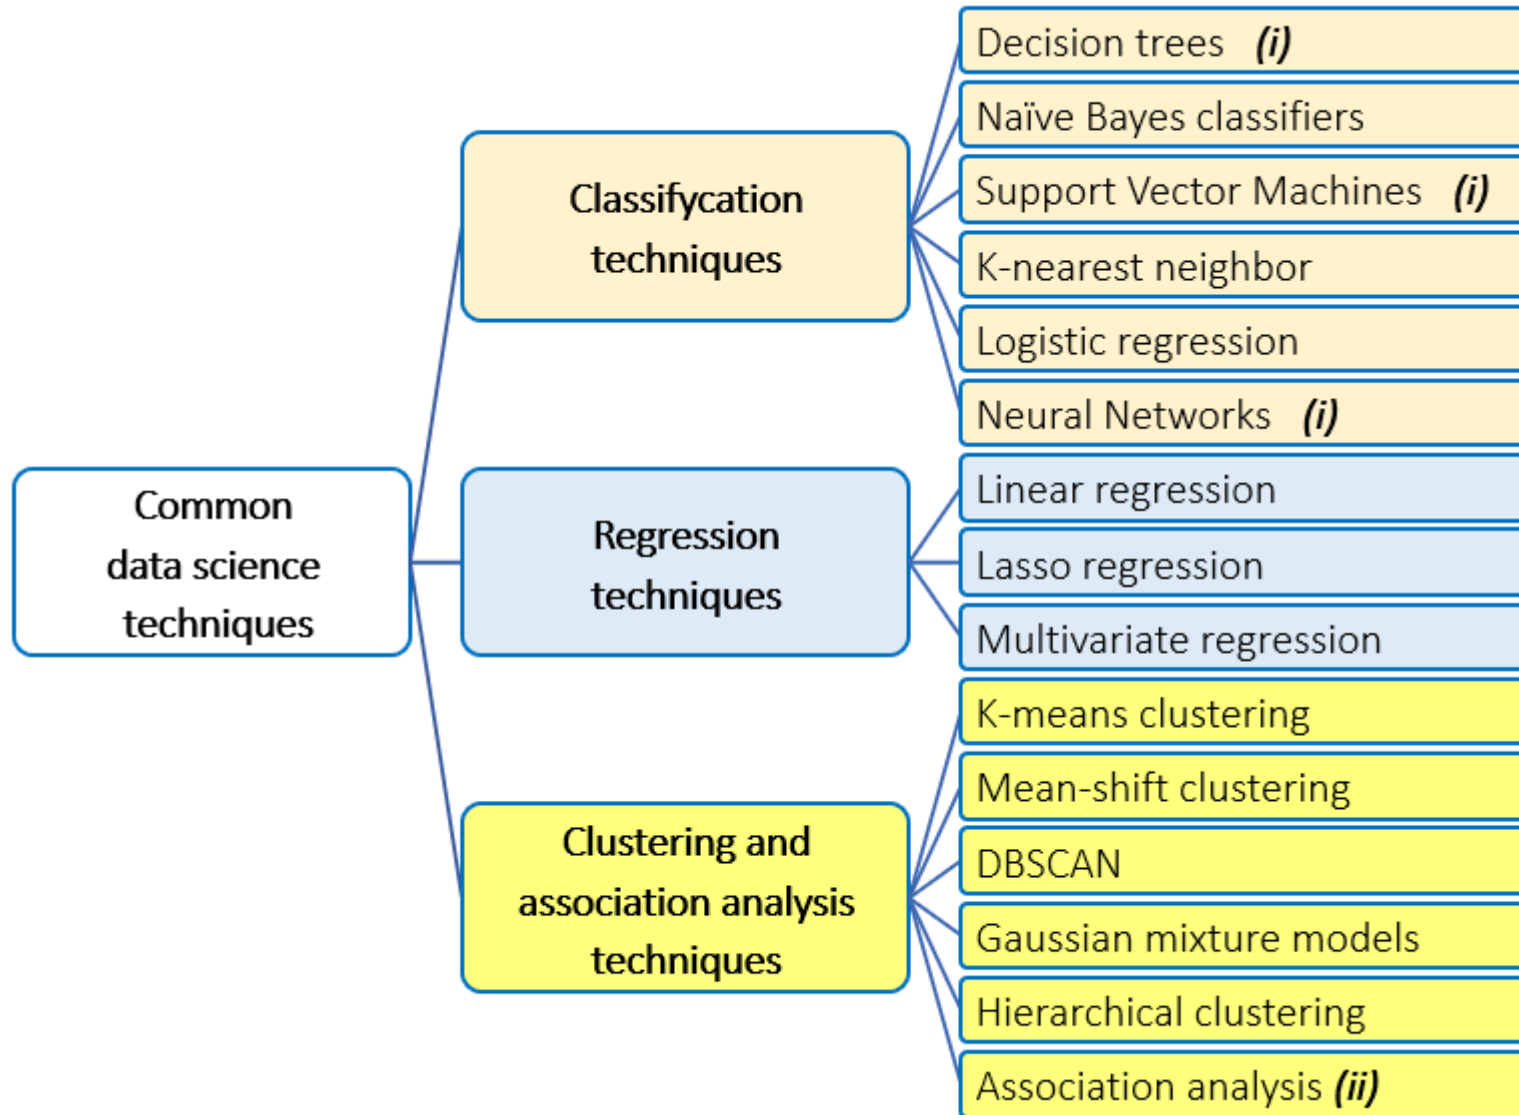 Common
data science
techniques
Classifycation
techniques
Decision trees (i)
Naïve Bayes classifiers
Support Vector Machines (i)
K-nearest neighbor
Logistic regression
Neural Networks (i)
Regression
techniques
Linear regression
Lasso regression
Multivariate regression
Clustering and
association analysis
techniques
K-means clustering
Mean-shift clustering
DBSCAN
Gaussian mixture models
Hierarchical clustering
Association analysis (ii)